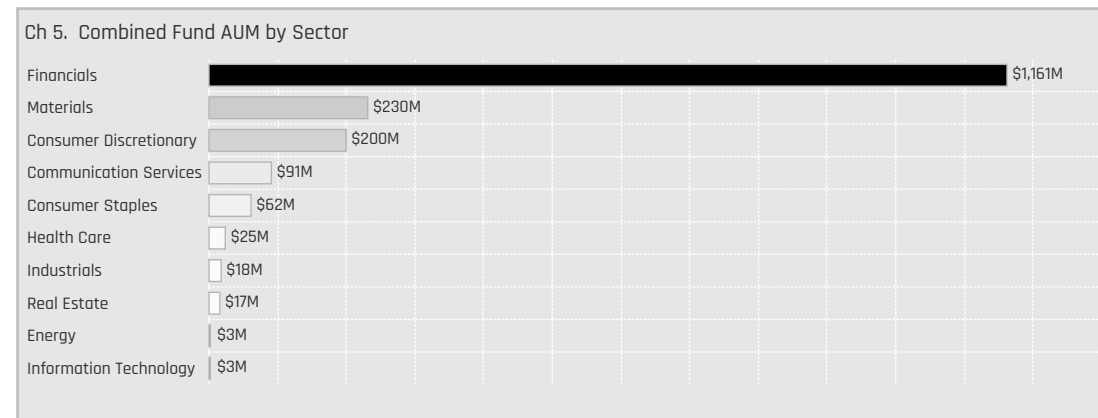 Ch 5. Combined Fund AUM by Sector
Financials $1,161M
Materials $230M
Consumer Discretionary $200M
Communication Services $91M
Consumer Staples $62M
Health Care $25M
Industrials $18M
Real Estate $17M
Energy $3M
Information Technology $3M